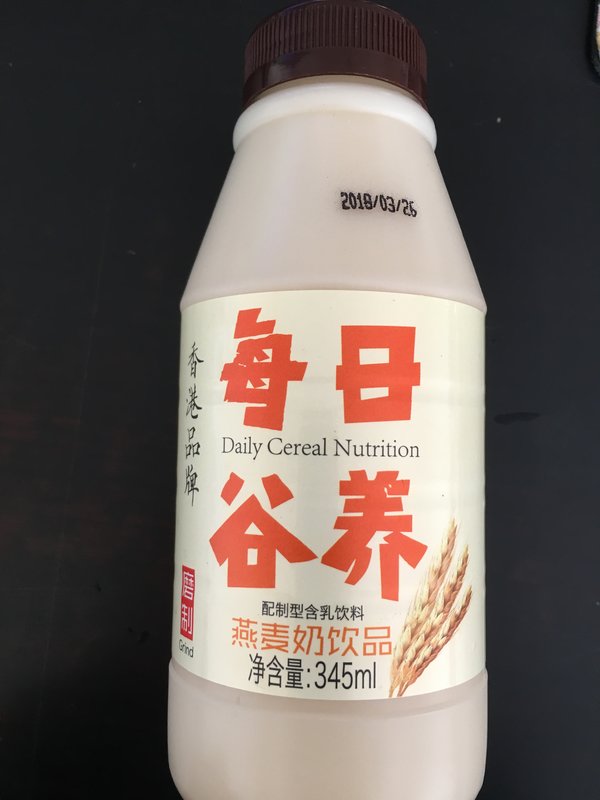 2018/03/26
香港品牌
每日
Daily Cereal Nutrition
谷养
磨制
Grind
配制型含乳饮料
燕麦奶饮品
净含量:345ml